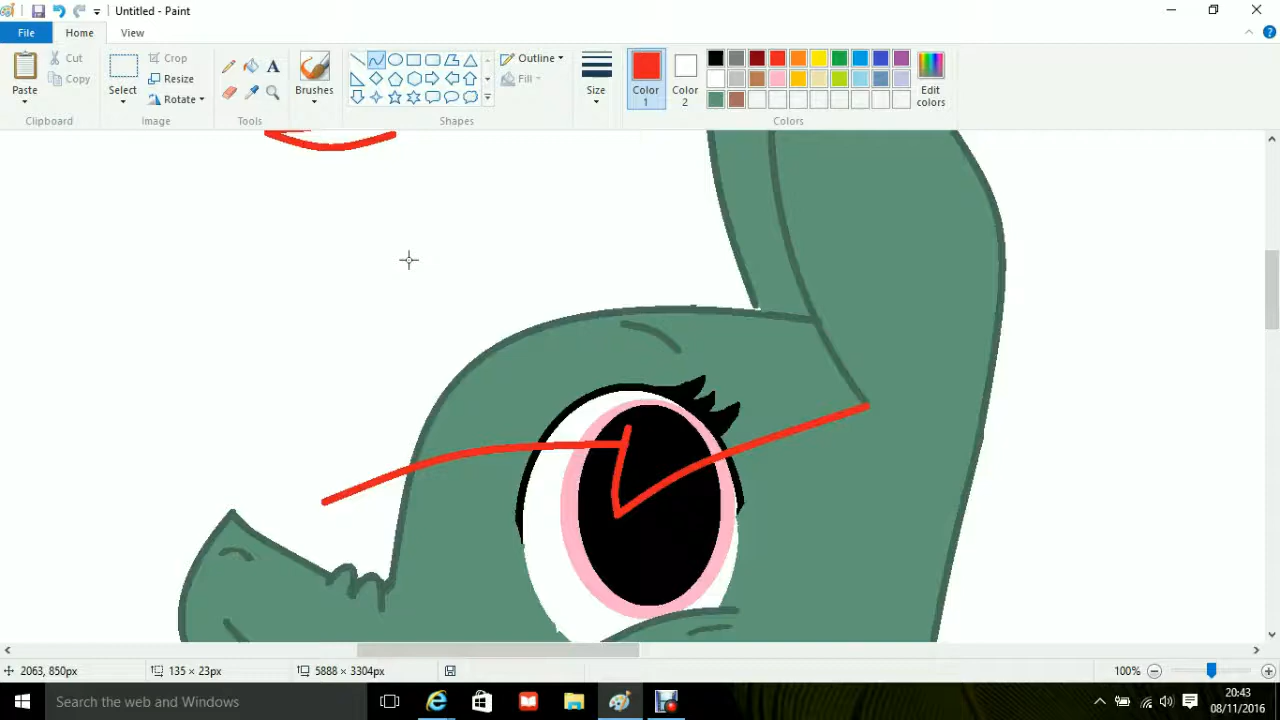 Untitled - Paint
File
Home
View
Paste
Cut
Copy
Clipboard
Select
Crop
Resize
Rotate
Image
A
Tools
Brushes
Outline
Fill
Shapes
Size
Color 1
Color 2
Edit colors
Colors
2063, 850px
135 × 23px
5888 × 3304px
100%
Search the web and Windows
20:43
08/11/2016